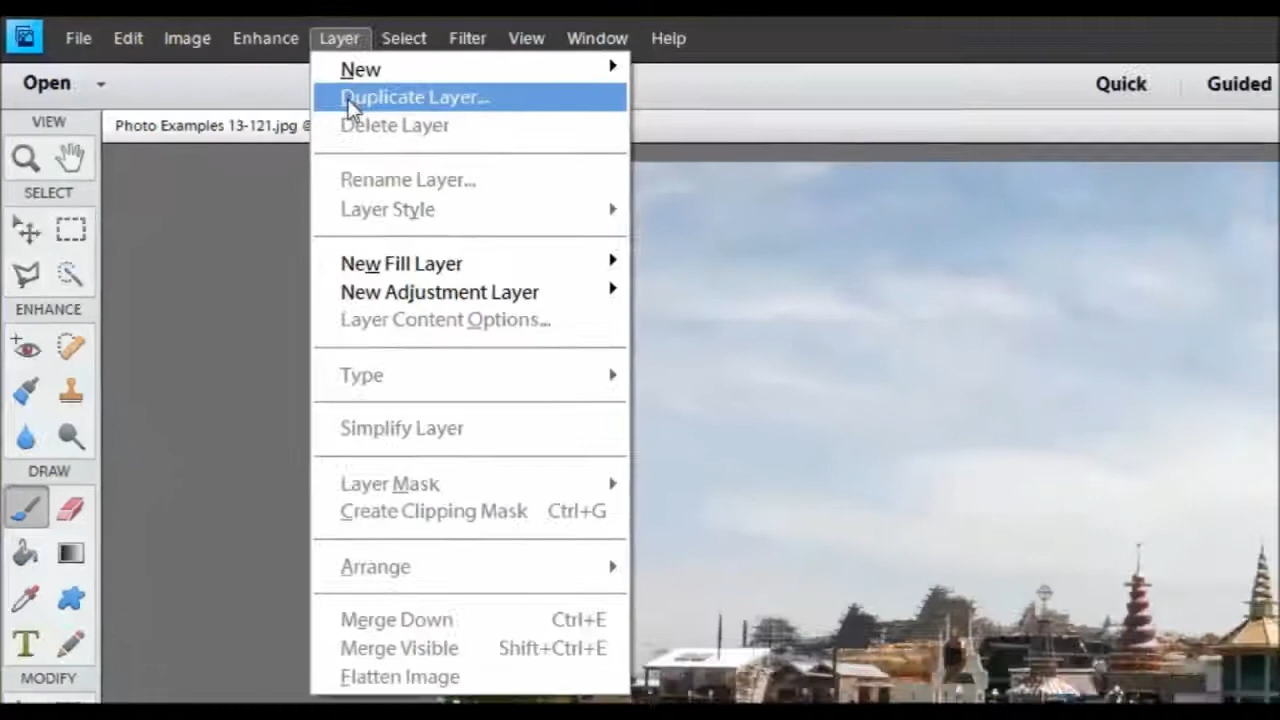 File Edit Image Enhance Layer Select Filter View Window Help
Open
Quick Guided
VIEW
Photo Examples 13-121.jpg @
SELECT
ENHANCE
DRAW
MODIFY
New
Duplicate Layer...
Delete Layer
Rename Layer...
Layer Style
New Fill Layer
New Adjustment Layer
Layer Content Options...
Type
Simplify Layer
Layer Mask
Create Clipping Mask Ctrl+G
Arrange
Merge Down Ctrl+E
Merge Visible Shift+Ctrl+E
Flatten Image